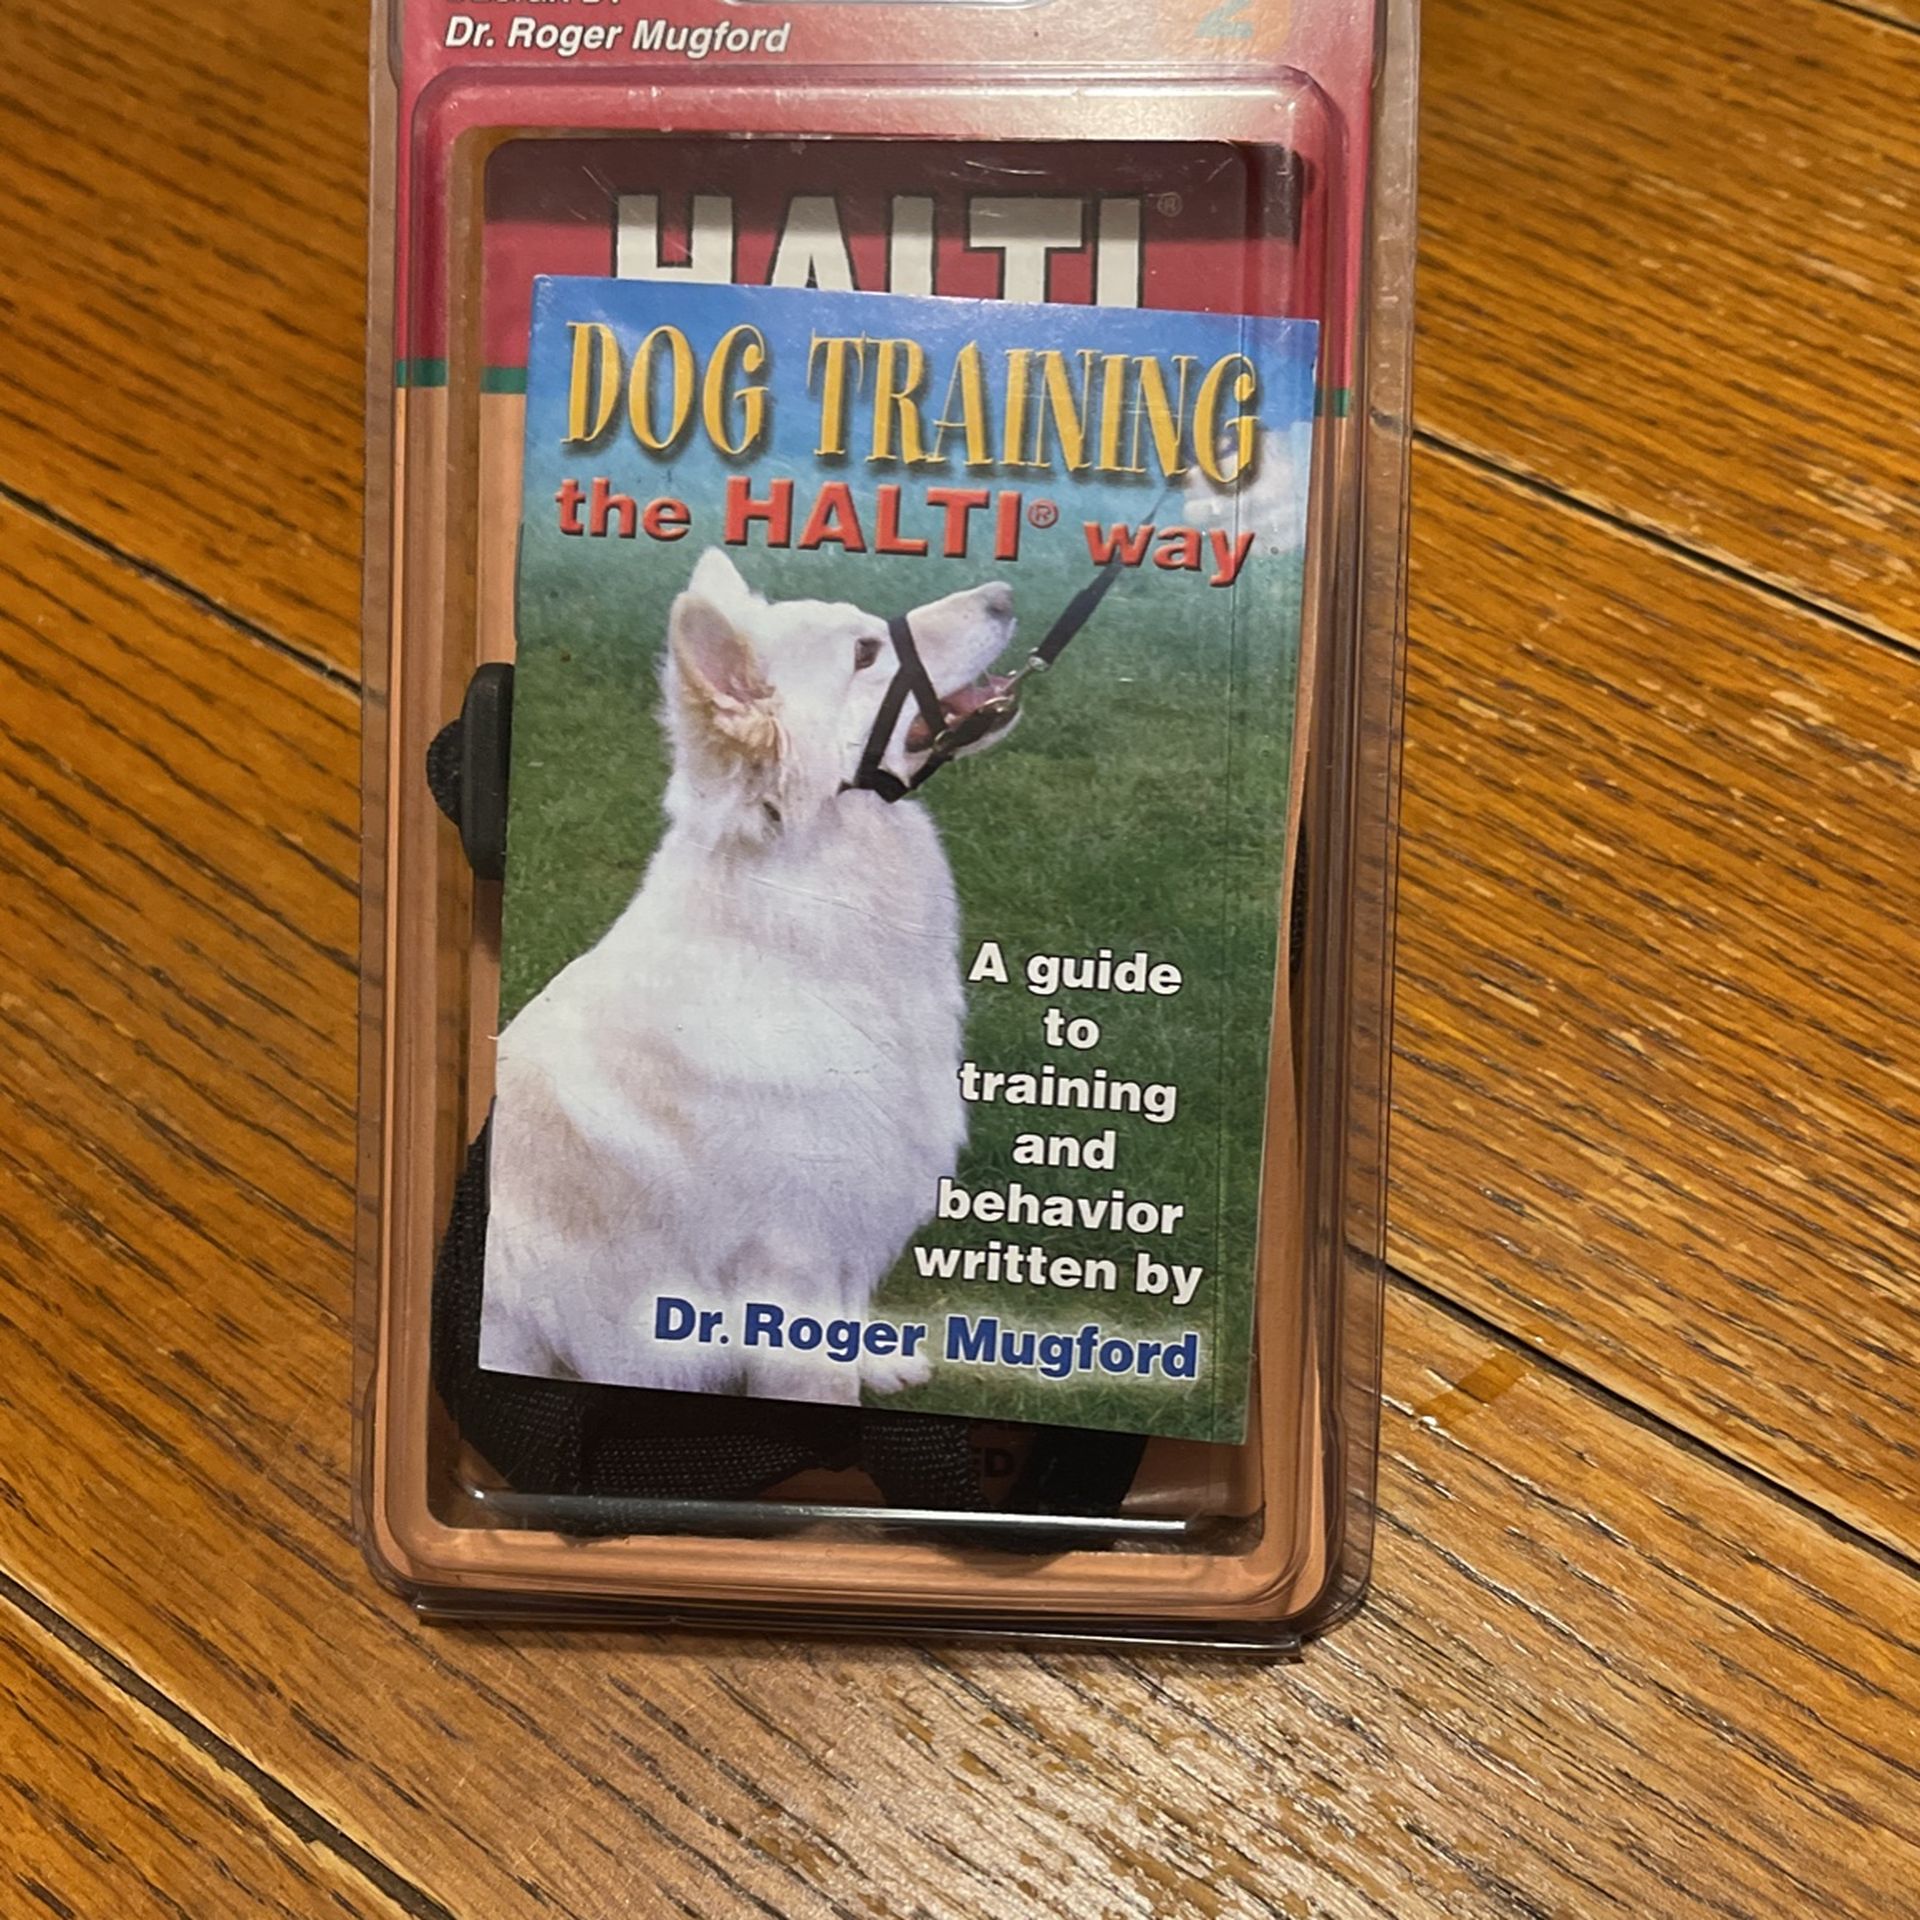 Dr. Roger Mugford
2
HALTI®
DOG TRAINING
the HALTI® way
A guide
to
training
and
behavior
written by
Dr. Roger Mugford